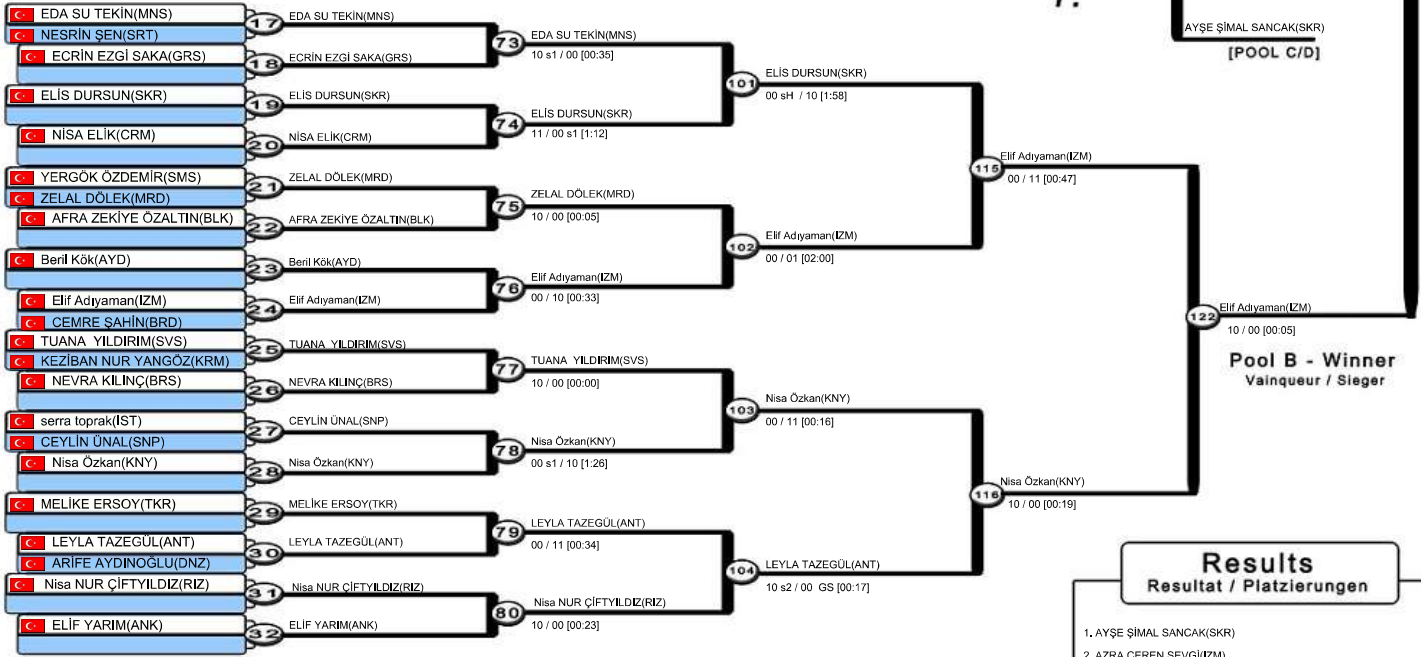 EDA SU TEKİN(MNS)
NESRİN ŞEN(SRT)
ECRİN EZGİ SAKA(GRS)
ELİS DURSUN(SKR)
NİSA ELİK(CRM)
YERGÖK ÖZDEMİR(SMS)
ZELAL DÖLEK(MRD)
AFRA ZEKİYE ÖZALTIN(BLK)
Beril Kök(AYD)
Elif Adıyaman(IZM)
CEMRE ŞAHİN(BRD)
TUANA  YILDIRIM(SVS)
KEZİBAN NUR YANGÖZ(KRM)
NEVRA KILINÇ(BRS)
serra toprak(İST)
CEYLİN ÜNAL(SNP)
Nisa Özkan(KNY)
MELİKE ERSOY(TKR)
LEYLA TAZEGÜL(ANT)
ARİFE AYDINOĞLU(DNZ)
Nisa NUR ÇİFTYILDIZ(RIZ)
ELİF YARIM(ANK)
17 EDA SU TEKİN(MNS)
18 ECRİN EZGİ SAKA(GRS)
19 ELİS DURSUN(SKR)
20 NİSA ELİK(CRM)
21 ZELAL DÖLEK(MRD)
22 AFRA ZEKİYE ÖZALTIN(BLK)
23 Beril Kök(AYD)
24 Elif Adıyaman(IZM)
25 TUANA  YILDIRIM(SVS)
26 NEVRA KILINÇ(BRS)
27 CEYLİN ÜNAL(SNP)
28 Nisa Özkan(KNY)
29 MELİKE ERSOY(TKR)
30 LEYLA TAZEGÜL(ANT)
31 Nisa NUR ÇİFTYILDIZ(RIZ)
32 ELİF YARIM(ANK)
73 EDA SU TEKİN(MNS)
10 s1 / 00 [00:35]
74 ELİS DURSUN(SKR)
11 / 00 s1 [1:12]
75 ZELAL DÖLEK(MRD)
10 / 00 [00:05]
76 Elif Adıyaman(IZM)
00 / 10 [00:33]
77 TUANA  YILDIRIM(SVS)
10 / 00 [00:00]
78 Nisa Özkan(KNY)
00 s1 / 10 [1:26]
79 LEYLA TAZEGÜL(ANT)
00 / 11 [00:34]
80 Nisa NUR ÇİFTYILDIZ(RIZ)
10 / 00 [00:23]
101 ELİS DURSUN(SKR)
00 sH / 10 [1:58]
102 Elif Adıyaman(IZM)
00 / 01 [02:00]
103 Nisa Özkan(KNY)
00 / 11 [00:16]
104 LEYLA TAZEGÜL(ANT)
10 s2 / 00  GS [00:17]
115 Elif Adıyaman(IZM)
00 / 11 [00:47]
116 Nisa Özkan(KNY)
10 / 00 [00:19]
122 Elif Adıyaman(IZM)
10 / 00 [00:05]
Pool B - Winner
Vainqueur / Sieger
AYŞE ŞİMAL SANCAK(SKR)
[POOL C/D]
Results
Resultat / Platzierungen
1. AYŞE ŞİMAL SANCAK(SKR)
2. AZRA CEREN SEVGİ(IZM)